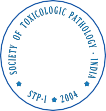 SOCIETY OF TOXICOLOGIC PATHOLOGY - INDIA
★ STP-I ★ 2004 ★